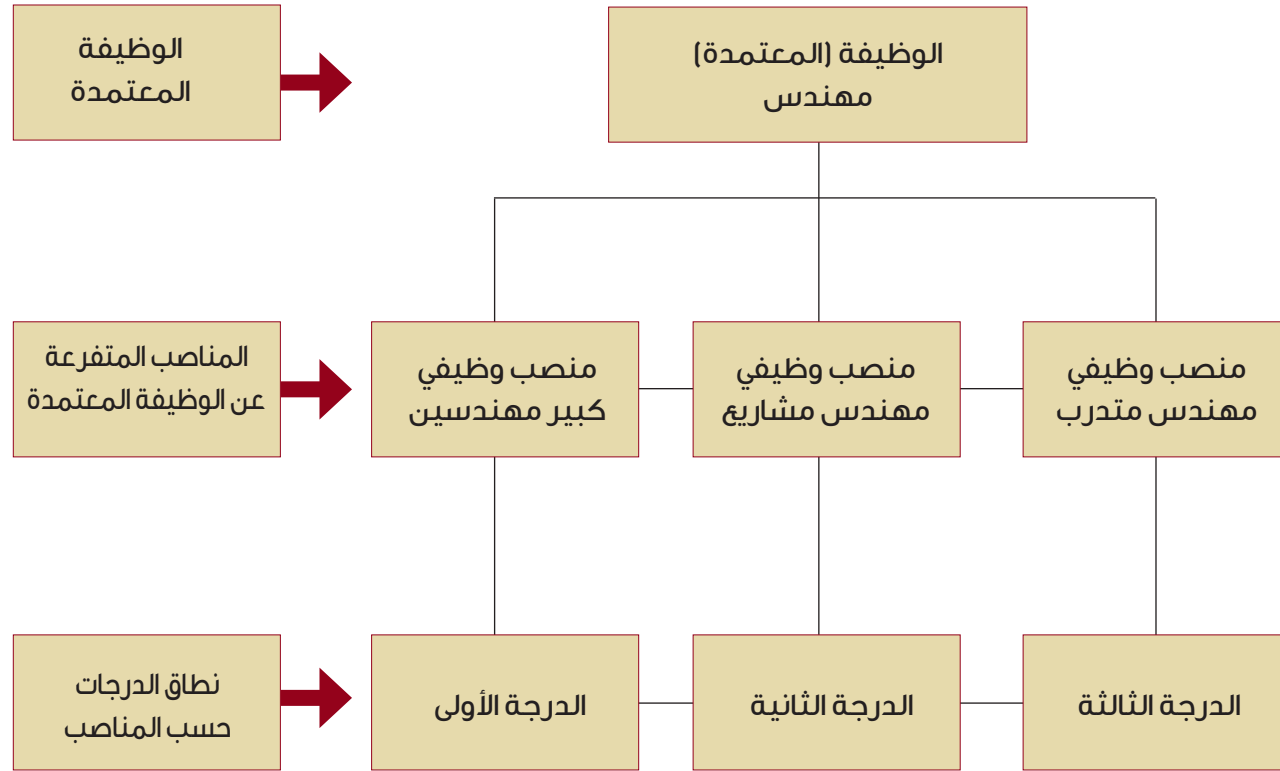 الوظيفة
المعتمدة
الوظيفة (المعتمدة)
مهندس
المناصب المتفرعة
عن الوظيفة المعتمدة
منصب وظيفي
كبير مهندسين
منصب وظيفي
مهندس مشاريع
منصب وظيفي
مهندس متدرب
نطاق الدرجات
حسب المناصب
الدرجة الأولى
الدرجة الثانية
الدرجة الثالثة